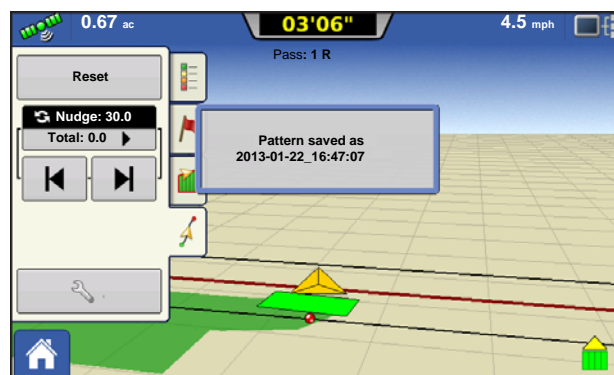 0.67 ac
03'06"
4.5 mph
Pass: 1 R
Reset
Nudge: 30.0
Total: 0.0
Pattern saved as
2013-01-22_16:47:07